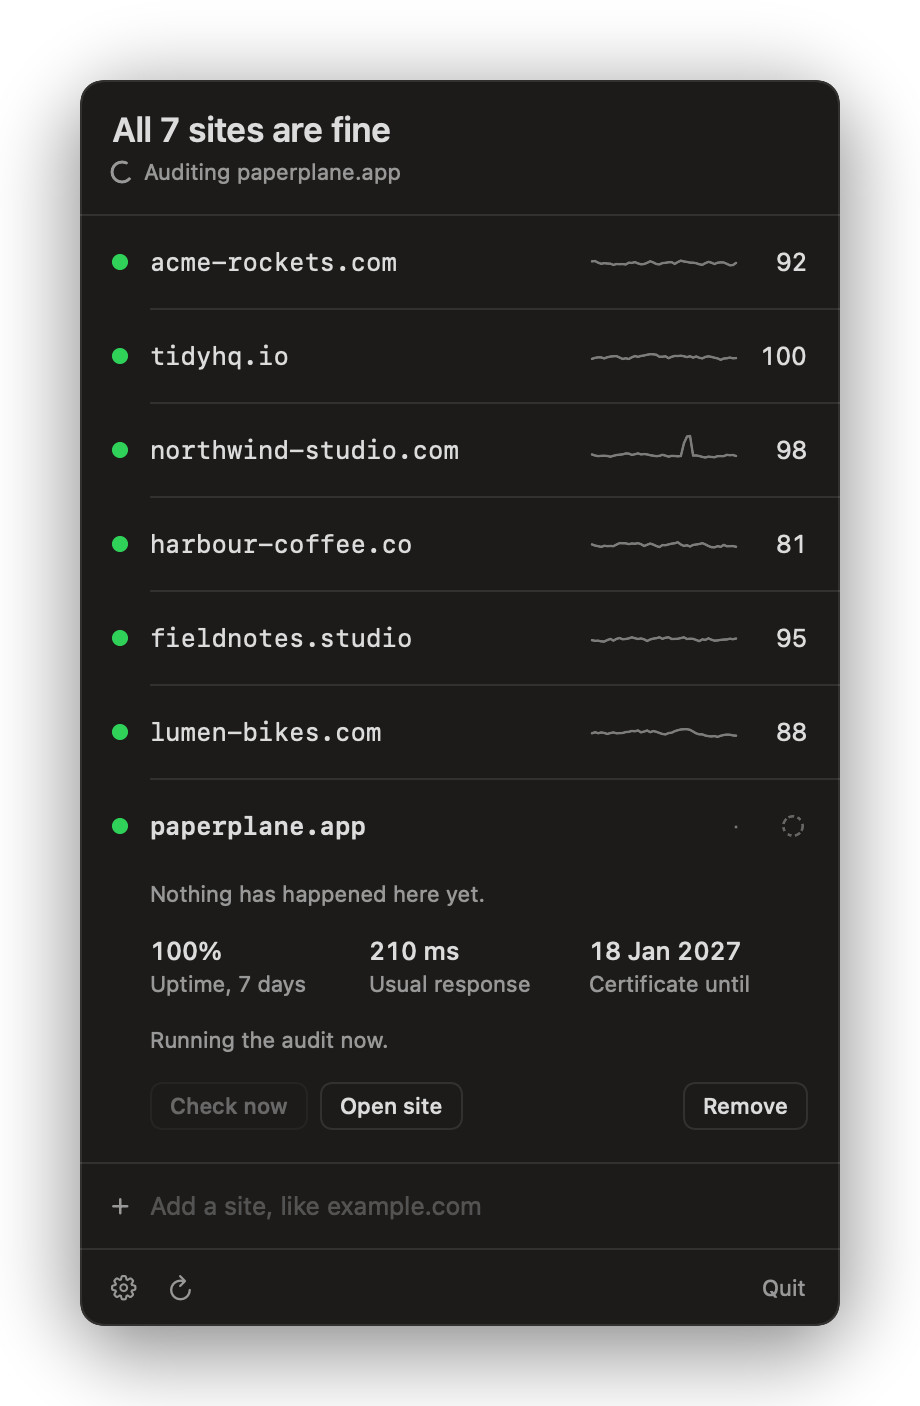 All 7 sites are fine
Auditing paperplane.app
acme-rockets.com 92
tidyhq.io 100
northwind-studio.com 98
harbour-coffee.co 81
fieldnotes.studio 95
lumen-bikes.com 88
paperplane.app
Nothing has happened here yet.
100% 210 ms 18 Jan 2027
Uptime, 7 days Usual response Certificate until
Running the audit now.
Check now Open site Remove
+ Add a site, like example.com
Quit